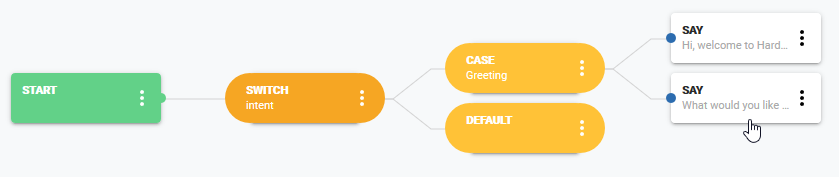 START
SWITCH
intent
CASE
Greeting
DEFAULT
SAY
Hi, welcome to Hard...
SAY
What would you like ...